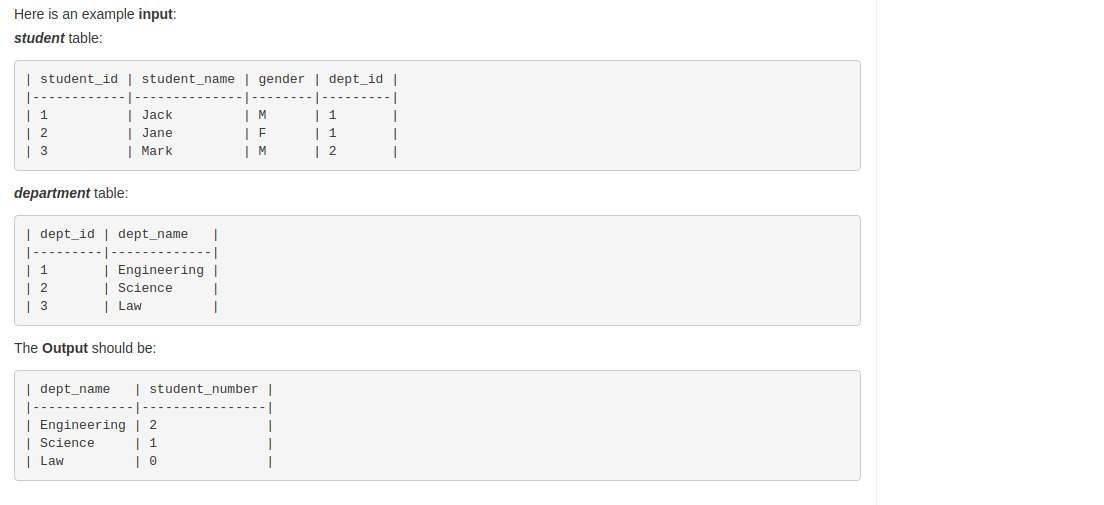 Here is an example input:
student table:
| student_id | student_name | gender | dept_id |
|------------|--------------|--------|---------|
| 1          | Jack         | M      | 1       |
| 2          | Jane         | F      | 1       |
| 3          | Mark         | M      | 2       |
department table:
| dept_id | dept_name   |
|---------|-------------|
| 1       | Engineering |
| 2       | Science     |
| 3       | Law         |
The Output should be:
| dept_name   | student_number |
|-------------|----------------|
| Engineering | 2              |
| Science     | 1              |
| Law         | 0              |